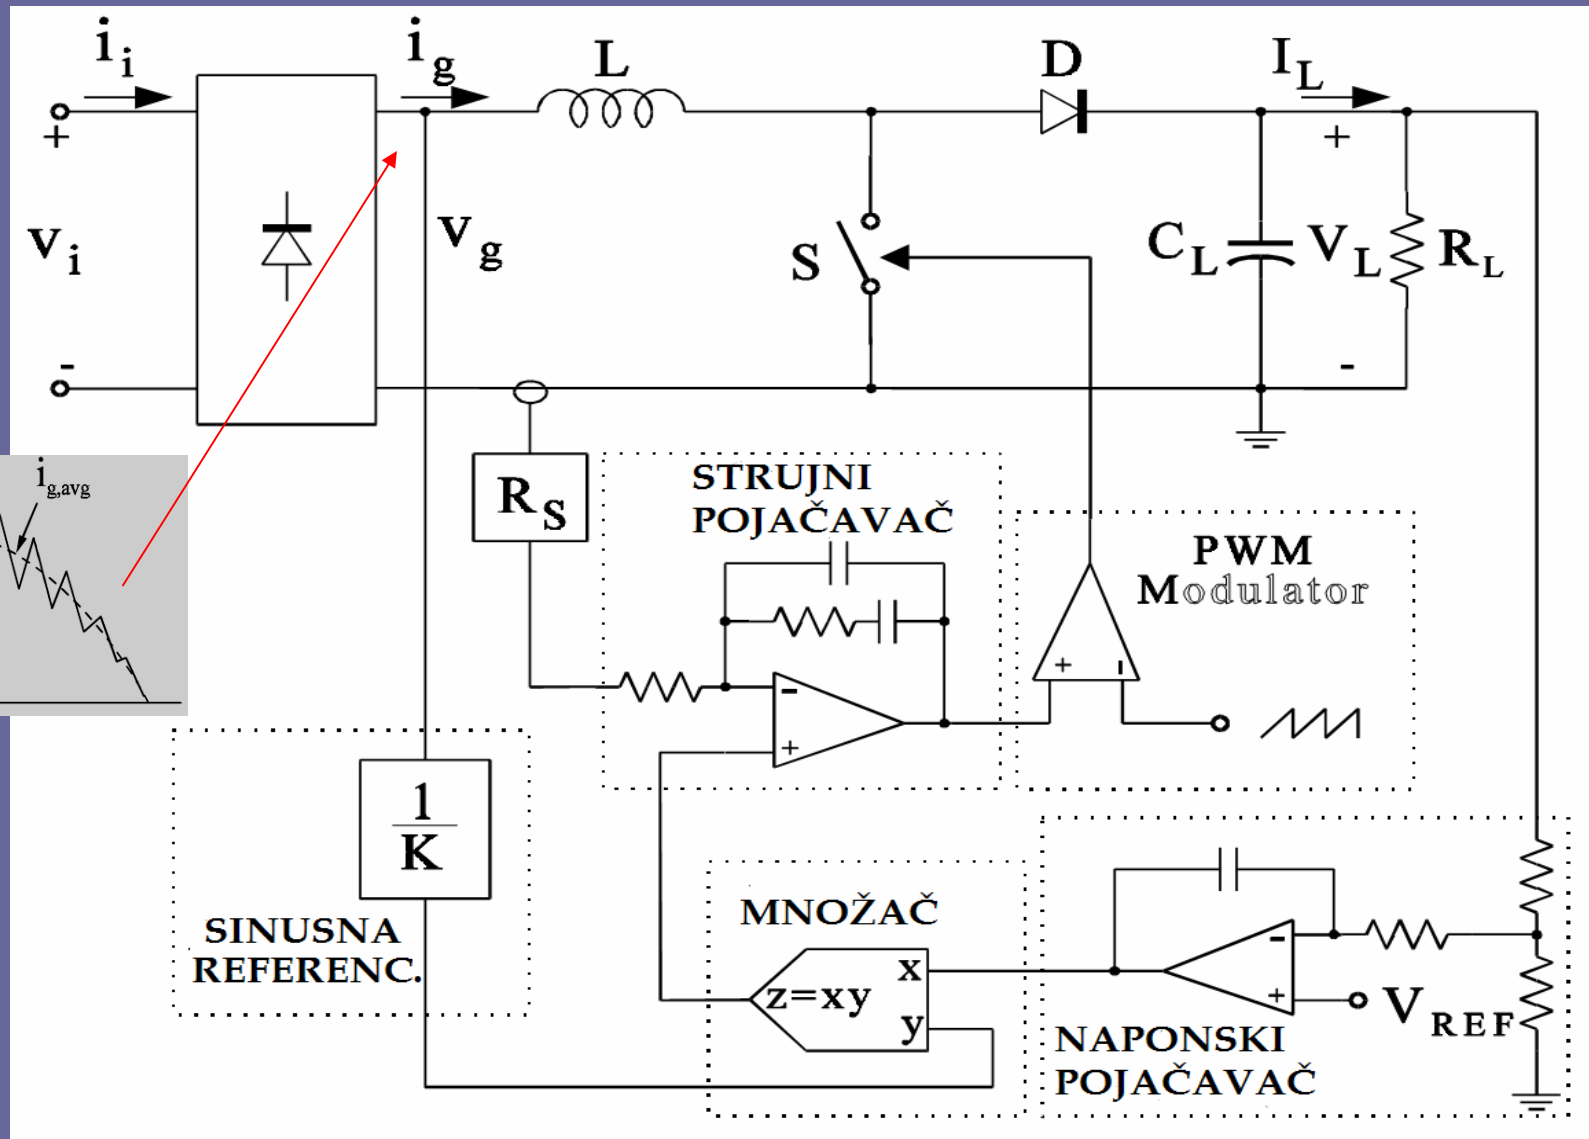 i i
i g
L
D
I L
+
+
v i
v g
S
C L
V L
R L
-
-
i g,avg
R S
STRUJNI
POJAČAVAČ
PWM
Modulator
-
+
+
-
1
K
SINUSNA
REFERENC.
MNOŽAČ
z=xy
x
y
-
+
V REF
NAPONSKI
POJAČAVAČ